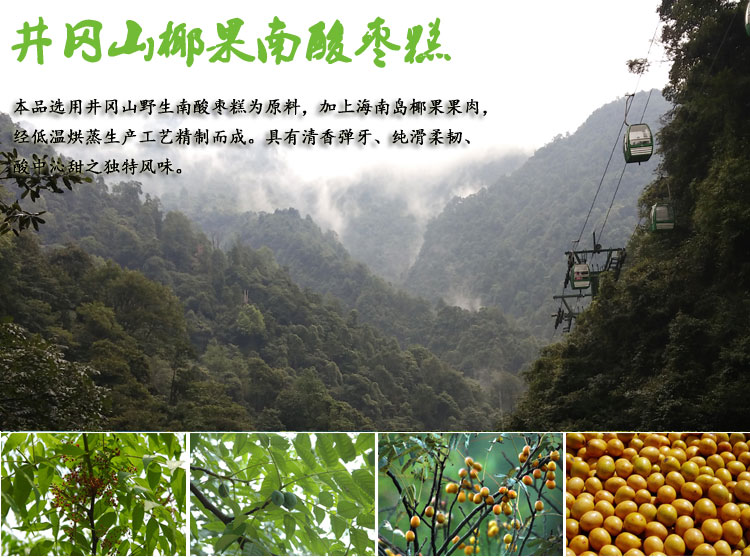 井冈山椰果南酸枣糕
本品选用井冈山野生南酸枣糕为原料，加上海南岛椰果果肉，
经低温烘蒸生产工艺精制而成。具有清香弹牙、纯滑柔韧、
酸中沁甜之独特风味。